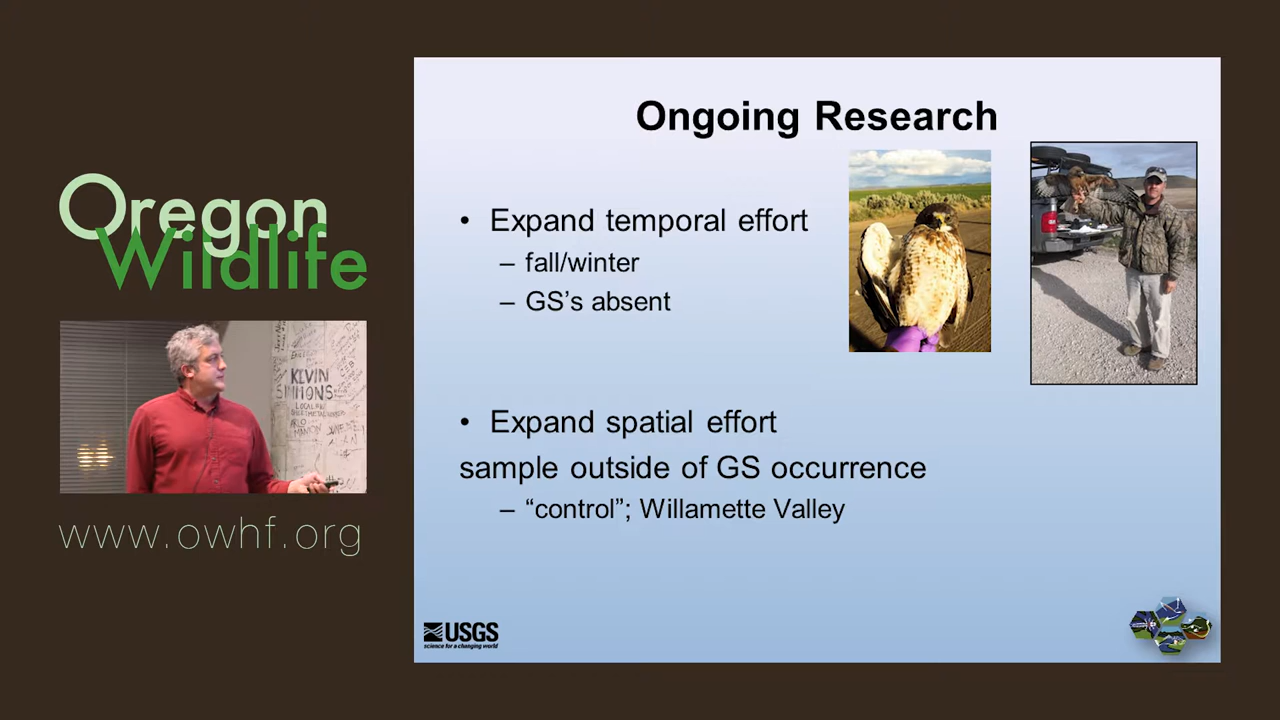 Oregon
Wildlife
KEVIN
SIMMONS
www.owhf.org
Ongoing Research
• Expand temporal effort
– fall/winter
– GS’s absent
• Expand spatial effort
sample outside of GS occurrence
– “control”; Willamette Valley
USGS
science for a changing world